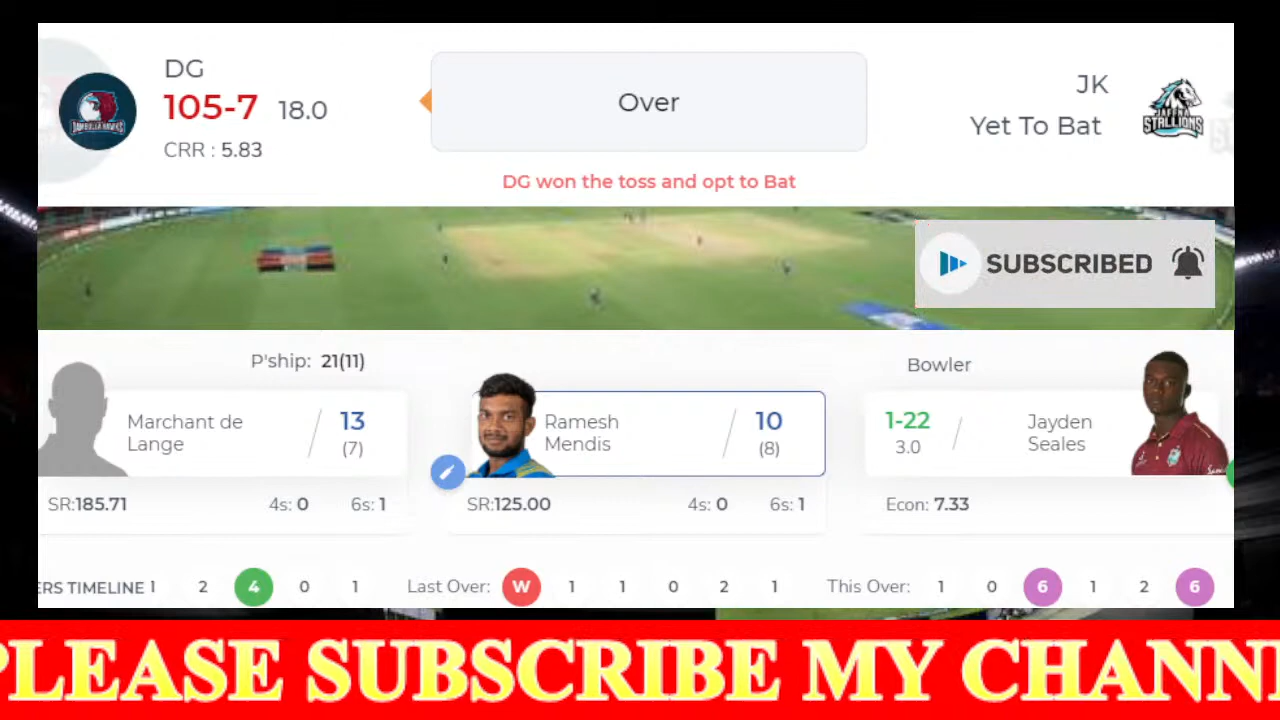 DG
105-7 18.0
CRR : 5.83
DAMBULLA HAWKS
Over
DG won the toss and opt to Bat
JK
Yet To Bat
JAFFNA
STALLIONS
SUBSCRIBED
P'ship: 21(11)
Marchant de
Lange
13
(7)
SR:185.71 4s: 0 6s: 1
Ramesh
Mendis
10
(8)
SR:125.00 4s: 0 6s: 1
Bowler
1-22
3.0
Jayden
Seales
Econ: 7.33
ERS TIMELINE 1 2 4 0 1 Last Over: W 1 1 0 2 1 This Over: 1 0 6 1 2 6
PLEASE SUBSCRIBE MY CHANN